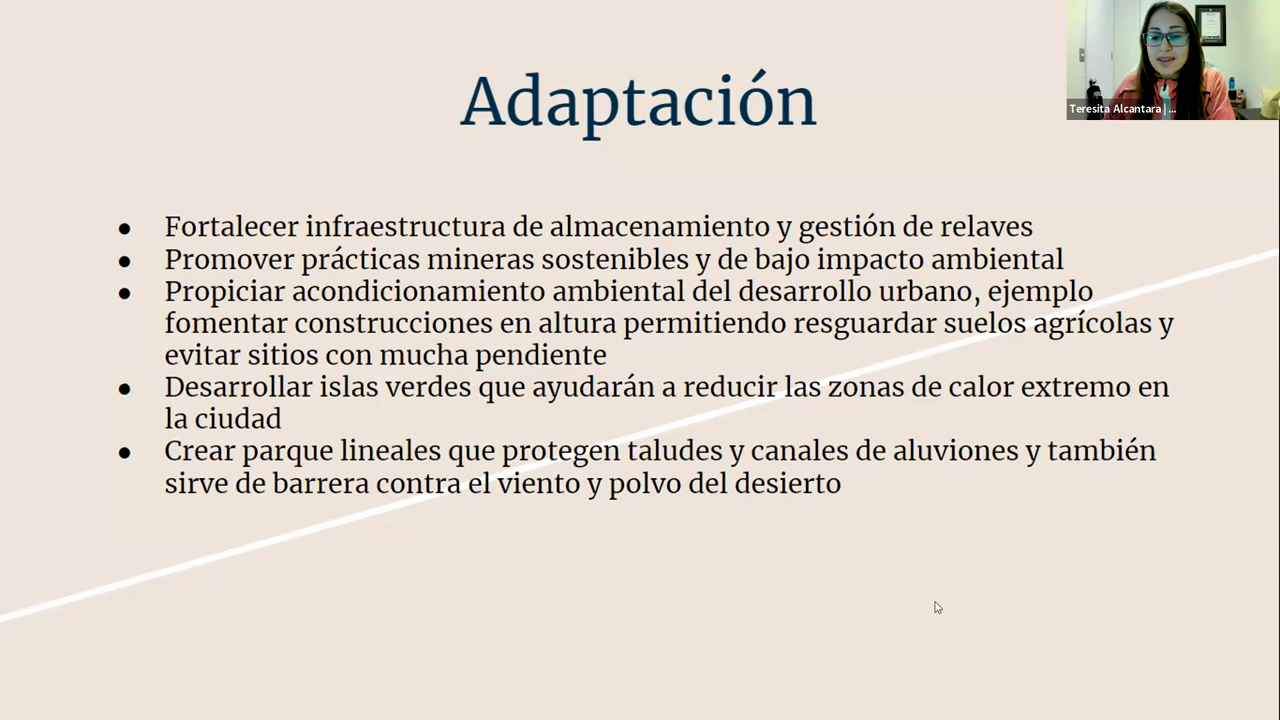 Adaptación
Teresita Alcantara | ...
● Fortalecer infraestructura de almacenamiento y gestión de relaves
● Promover prácticas mineras sostenibles y de bajo impacto ambiental
● Propiciar acondicionamiento ambiental del desarrollo urbano, ejemplo
fomentar construcciones en altura permitiendo resguardar suelos agrícolas y
evitar sitios con mucha pendiente
● Desarrollar islas verdes que ayudarán a reducir las zonas de calor extremo en
la ciudad
● Crear parque lineales que protegen taludes y canales de aluviones y también
sirve de barrera contra el viento y polvo del desierto